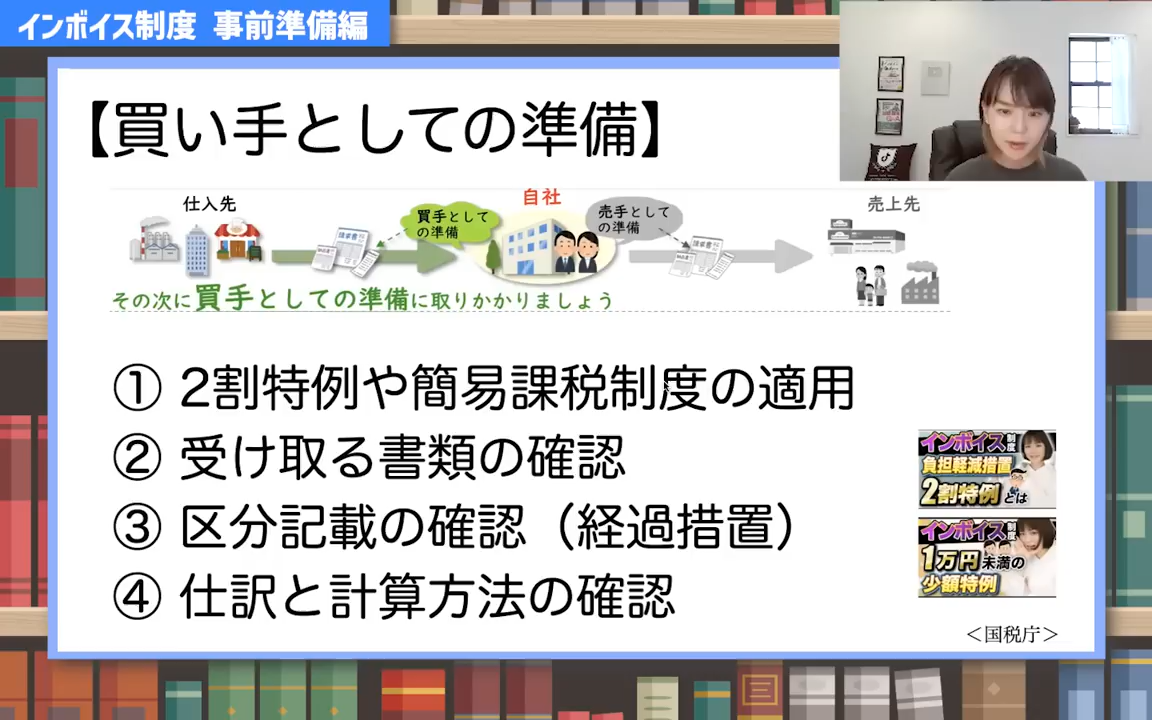 インボイス制度 事前準備編
【買い手としての準備】
仕入先
自社
売上先
買手として
の準備
売手として
の準備
請求書
請求書
その次に買手としての準備に取りかかりましょう
① 2割特例や簡易課税制度の適用
② 受け取る書類の確認
③ 区分記載の確認（経過措置）
④ 仕訳と計算方法の確認
インボイス制度
負担軽減措置
2割特例とは
インボイス制度
1万円未満の
少額特例
＜国税庁＞